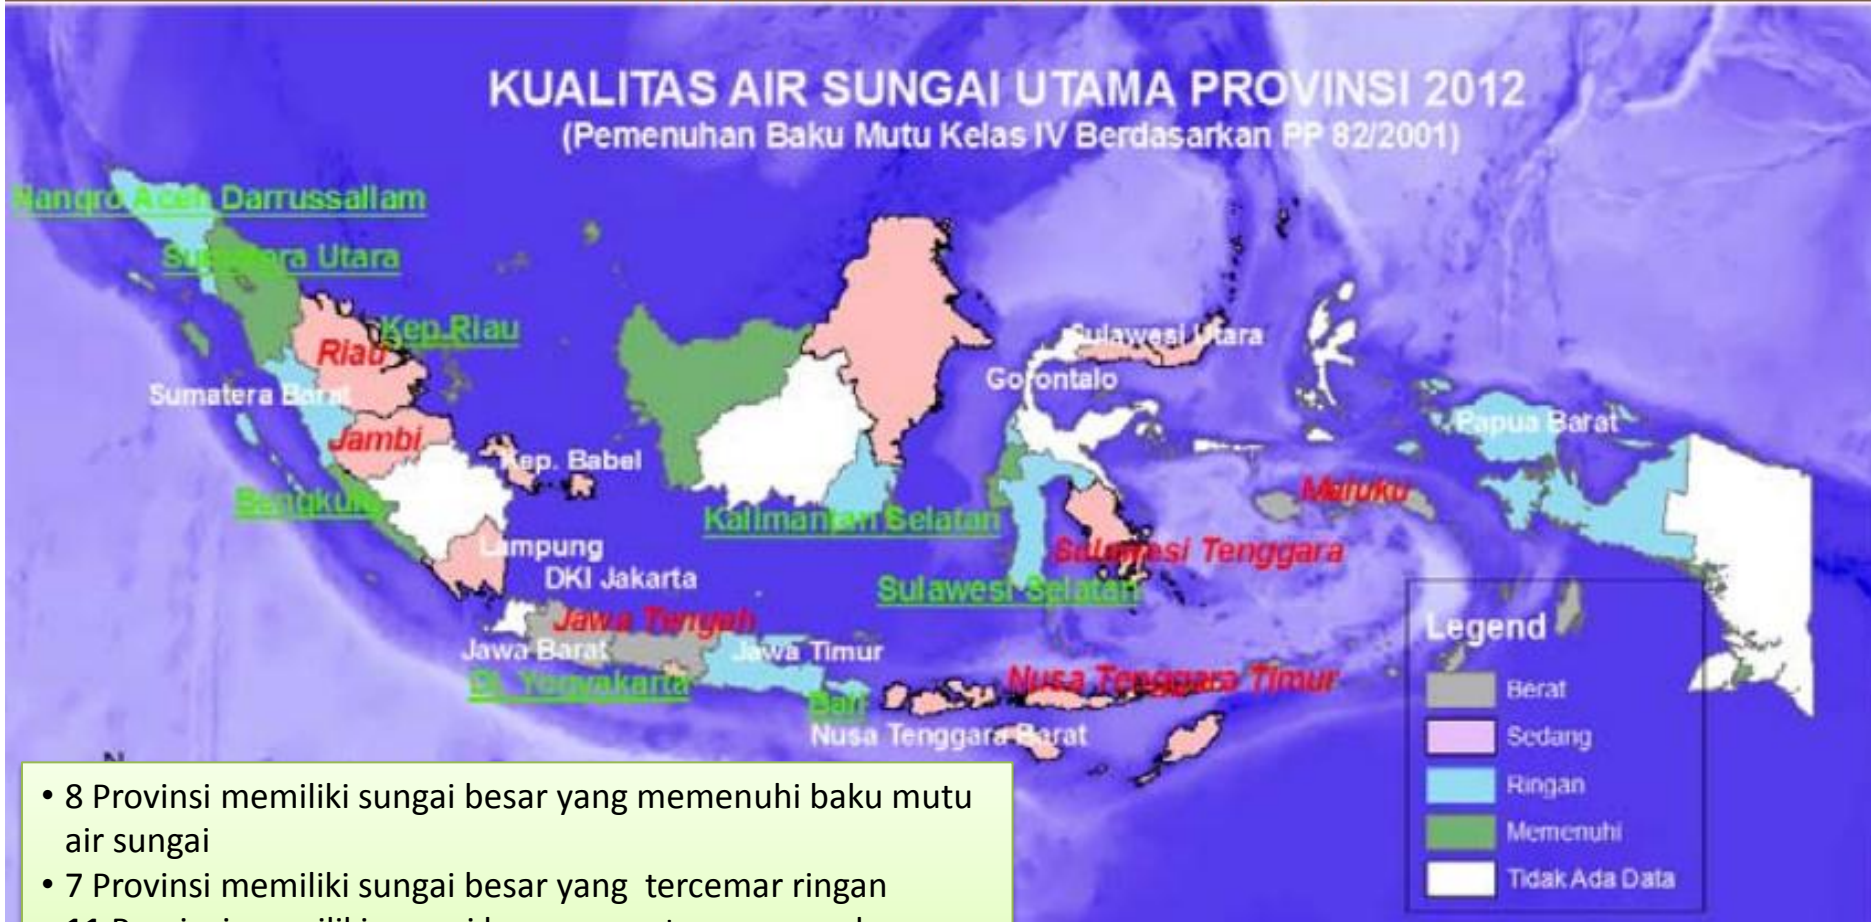 KUALITAS AIR SUNGAI UTAMA PROVINSI 2012
(Pemenuhan Baku Mutu Kelas IV Berdasarkan PP 82/2001)
Nangro Aceh Darrussallam
Sumatera Utara
Kep.Riau
Riau
Sulawesi Utara
Gorontalo
Sumatera Barat
Papua Barat
Jambi
Kep. Babel
Maluku
Bengkulu
Kalimantan Selatan
Lampung
Sulawesi Tenggara
DKI Jakarta
Sulawesi Selatan
Jawa Tengah
Jawa Barat
Jawa Timur
DI. Yogyakarta
Nusa Tenggara Timur
Bali
Nusa Tenggara Barat
Legend
Berat
Sedang
Ringan
Memenuhi
Tidak Ada Data
N
• 8 Provinsi memiliki sungai besar yang memenuhi baku mutu
air sungai
• 7 Provinsi memiliki sungai besar yang tercemar ringan